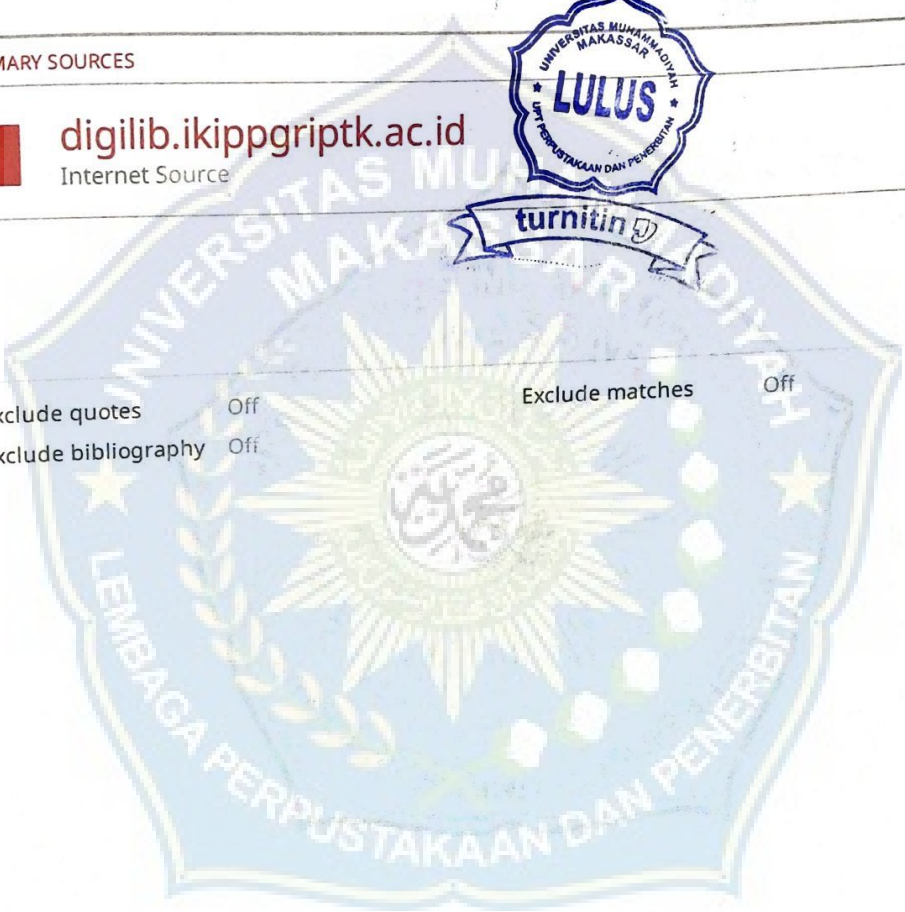 MARY SOURCES
digilib.ikippgriptk.ac.id
Internet Source
UNIVERSITAS MUHAMMADIYAH
MAKASSAR
LULUS
UPT PERPUSTAKAAN DAN PENERBITAN
turnitin
xclude quotes Off
Exclude matches Off
xclude bibliography Off
UNIVERSITAS MUHAMMADIYAH
MAKASSAR
محمد
LEMBAGA PERPUSTAKAAN DAN PENERBITAN